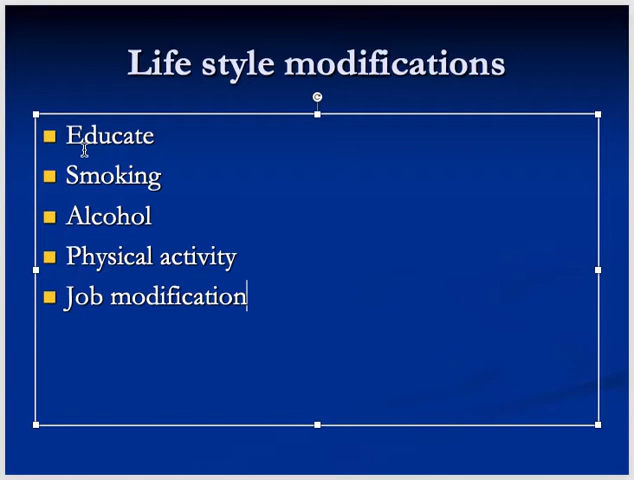 Life style modifications
Educate
Smoking
Alcohol
Physical activity
Job modification